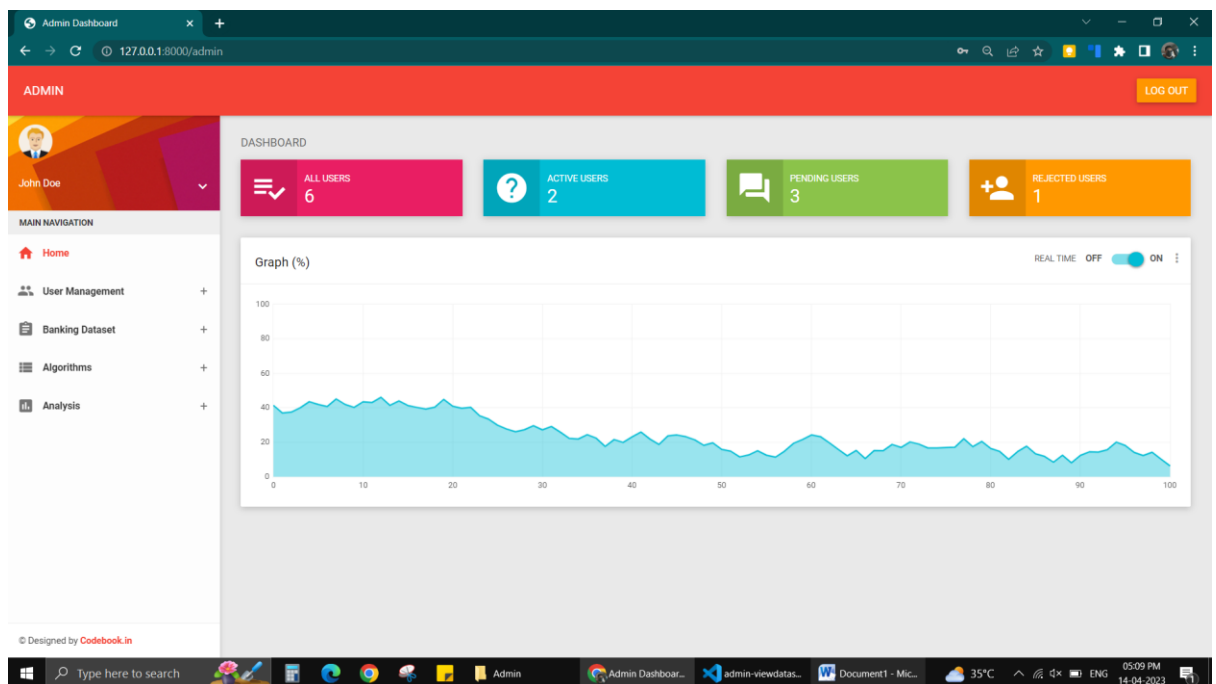 Admin Dashboard
127.0.0.1:8000/admin
ADMIN
LOG OUT
John Doe
MAIN NAVIGATION
Home
User Management +
Banking Dataset +
Algorithms +
Analysis +
© Designed by Codebook.in
DASHBOARD
ALL USERS
6
ACTIVE USERS
2
PENDING USERS
3
REJECTED USERS
1
Graph (%)
REAL TIME OFF ON
100
80
60
40
20
0
0 10 20 30 40 50 60 70 80 90 100
Type here to search
Admin
Admin Dashboar...
admin-viewdatas...
Document1 - Mic...
35°C
ENG
05:09 PM
14-04-2023